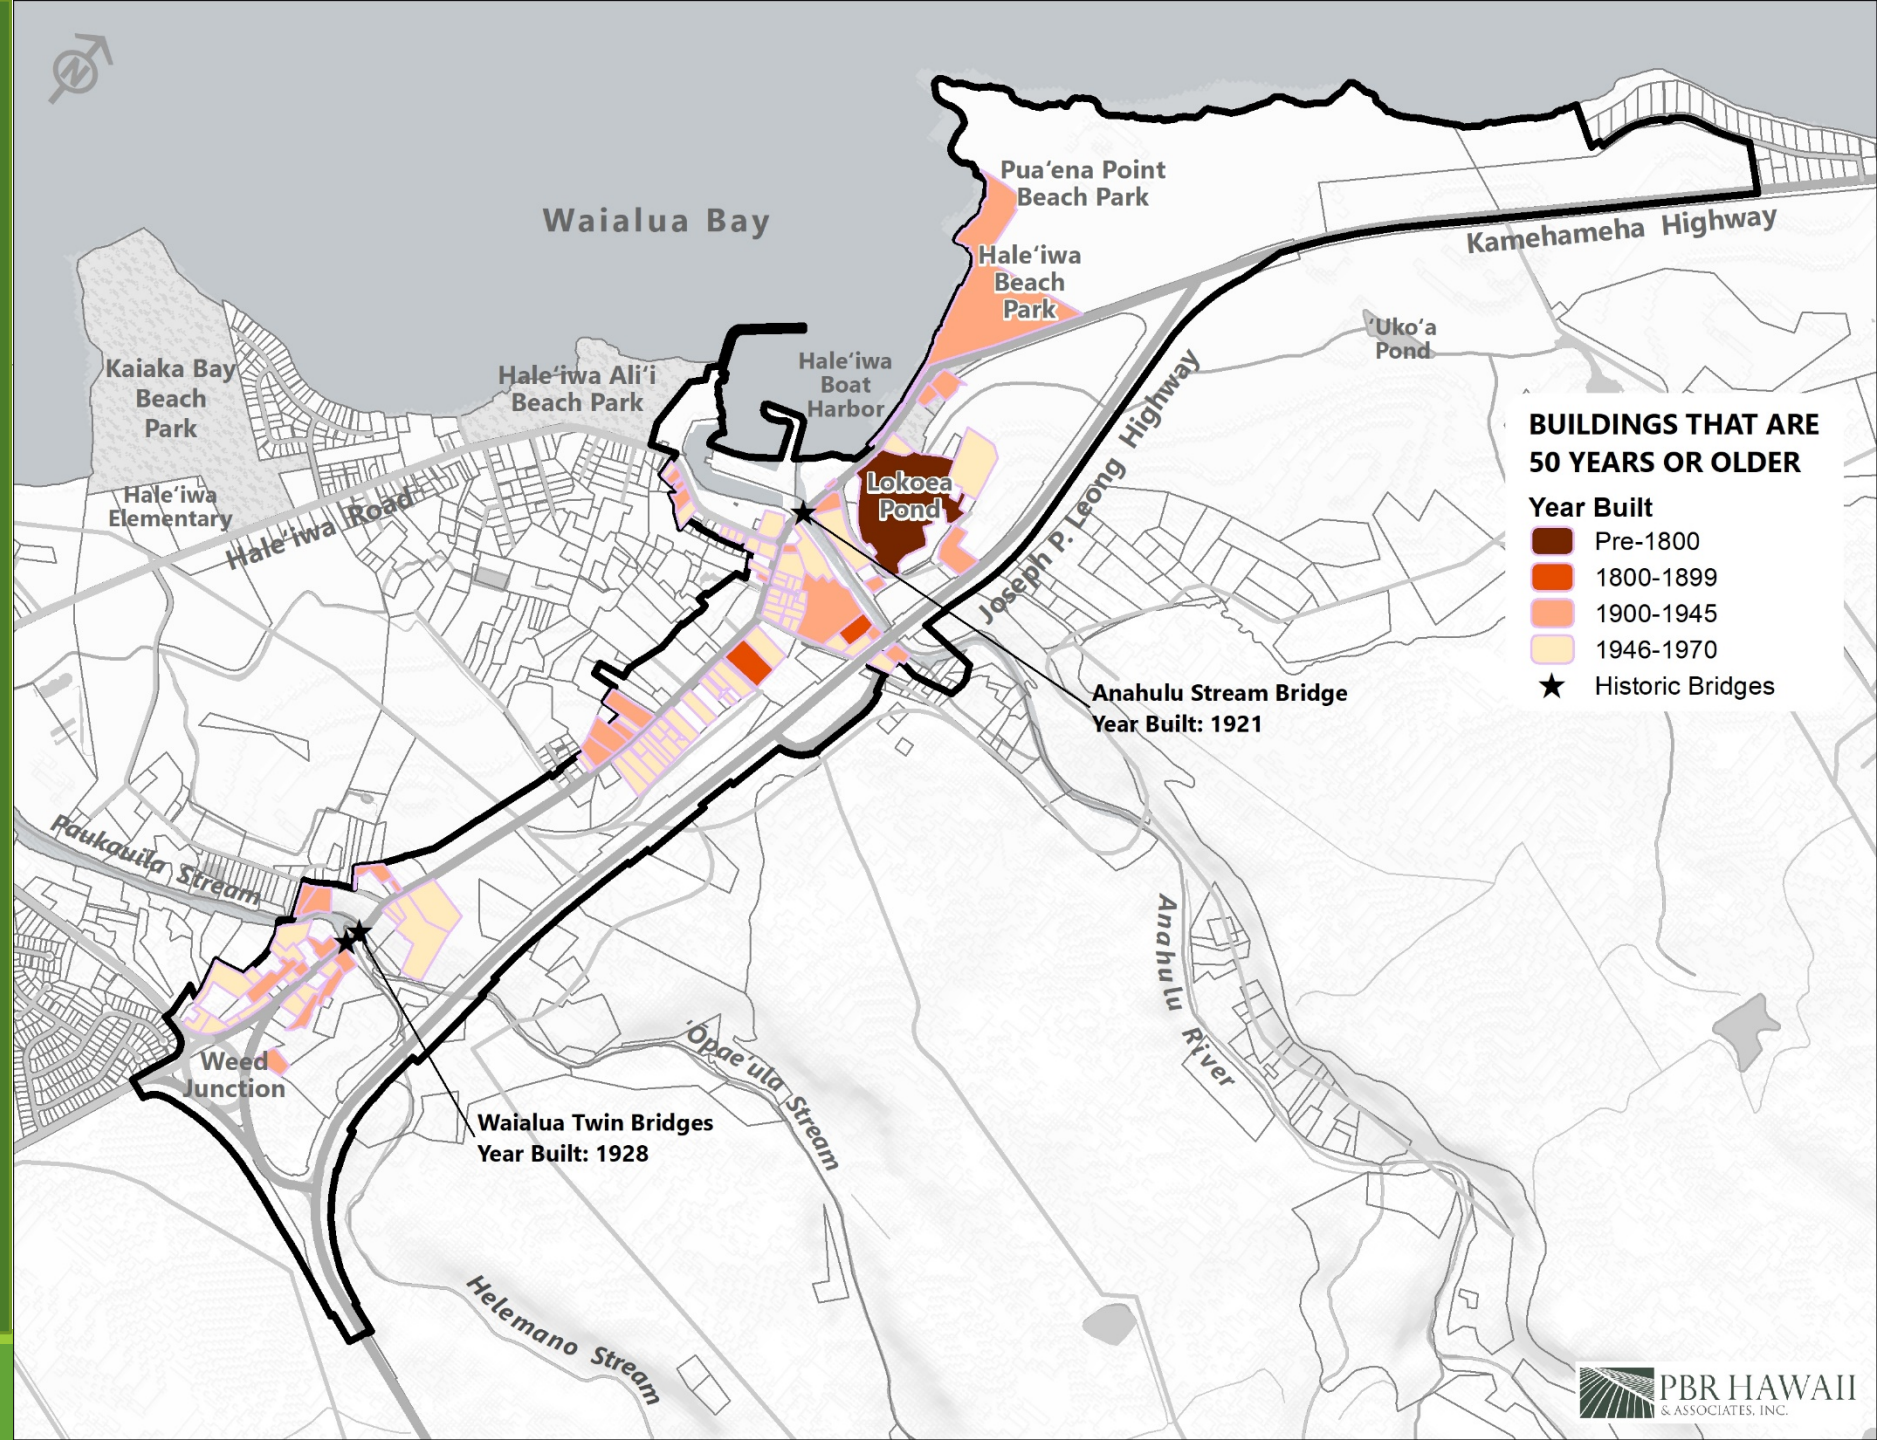 N
Pua‘ena Point
Beach Park
Waialua Bay
Kamehameha Highway
Hale‘iwa
Beach
Park
‘Uko‘a
Pond
Kaiaka Bay
Beach
Park
Hale‘iwa Ali‘i
Beach Park
Hale‘iwa
Boat
Harbor
Joseph P. Leong Highway
BUILDINGS THAT ARE
50 YEARS OR OLDER
Year Built
Pre-1800
1800-1899
1900-1945
1946-1970
Historic Bridges
Lokoea
Pond
Hale‘iwa
Elementary
Hale‘iwa Road
Anahulu Stream Bridge
Year Built: 1921
Paukauila Stream
Anahulu River
Weed
Junction
‘Ōpae‘ula Stream
Waialua Twin Bridges
Year Built: 1928
Helemano Stream
PBR HAWAII
& ASSOCIATES, INC.